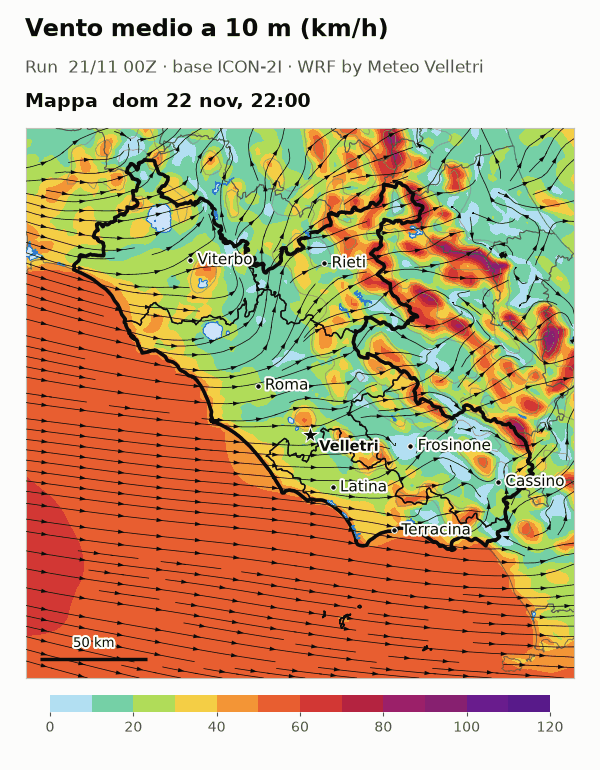 Vento medio a 10 m (km/h)
Run  21/11 00Z · base ICON-2I · WRF by Meteo Velletri
Mappa  dom 22 nov, 22:00
Viterbo
Rieti
Roma
Velletri
Frosinone
Cassino
Latina
Terracina
50 km
0 20 40 60 80 100 120